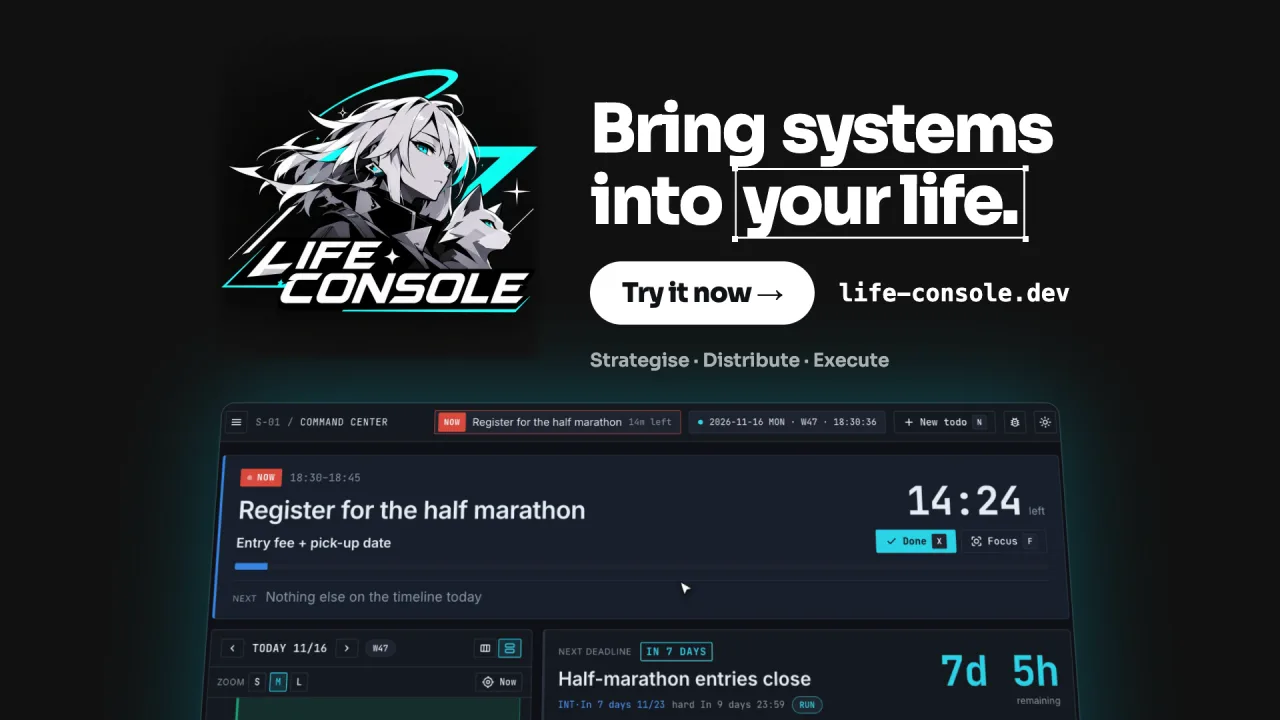 LIFE
CONSOLE
Bring systems
into your life.
Try it now →
life-console.dev
Strategise · Distribute · Execute
S-01 / COMMAND CENTER
NOW Register for the half marathon 14m left
2026-11-16 MON · W47 · 18:30:36
+ New todo N
NOW 18:30-18:45
Register for the half marathon
Entry fee + pick-up date
14:24 left
Done X
Focus F
NEXT Nothing else on the timeline today
TODAY 11/16
W47
ZOOM S M L
Now
NEXT DEADLINE IN 7 DAYS
Half-marathon entries close
INT·In 7 days 11/23 hard In 9 days 23:59 RUN
7d 5h
remaining